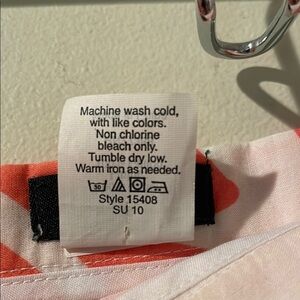 Machine wash cold,
with like colors.
Non chlorine
bleach only.
Tumble dry low.
Warm iron as needed.
30
Style 15408
SU 10